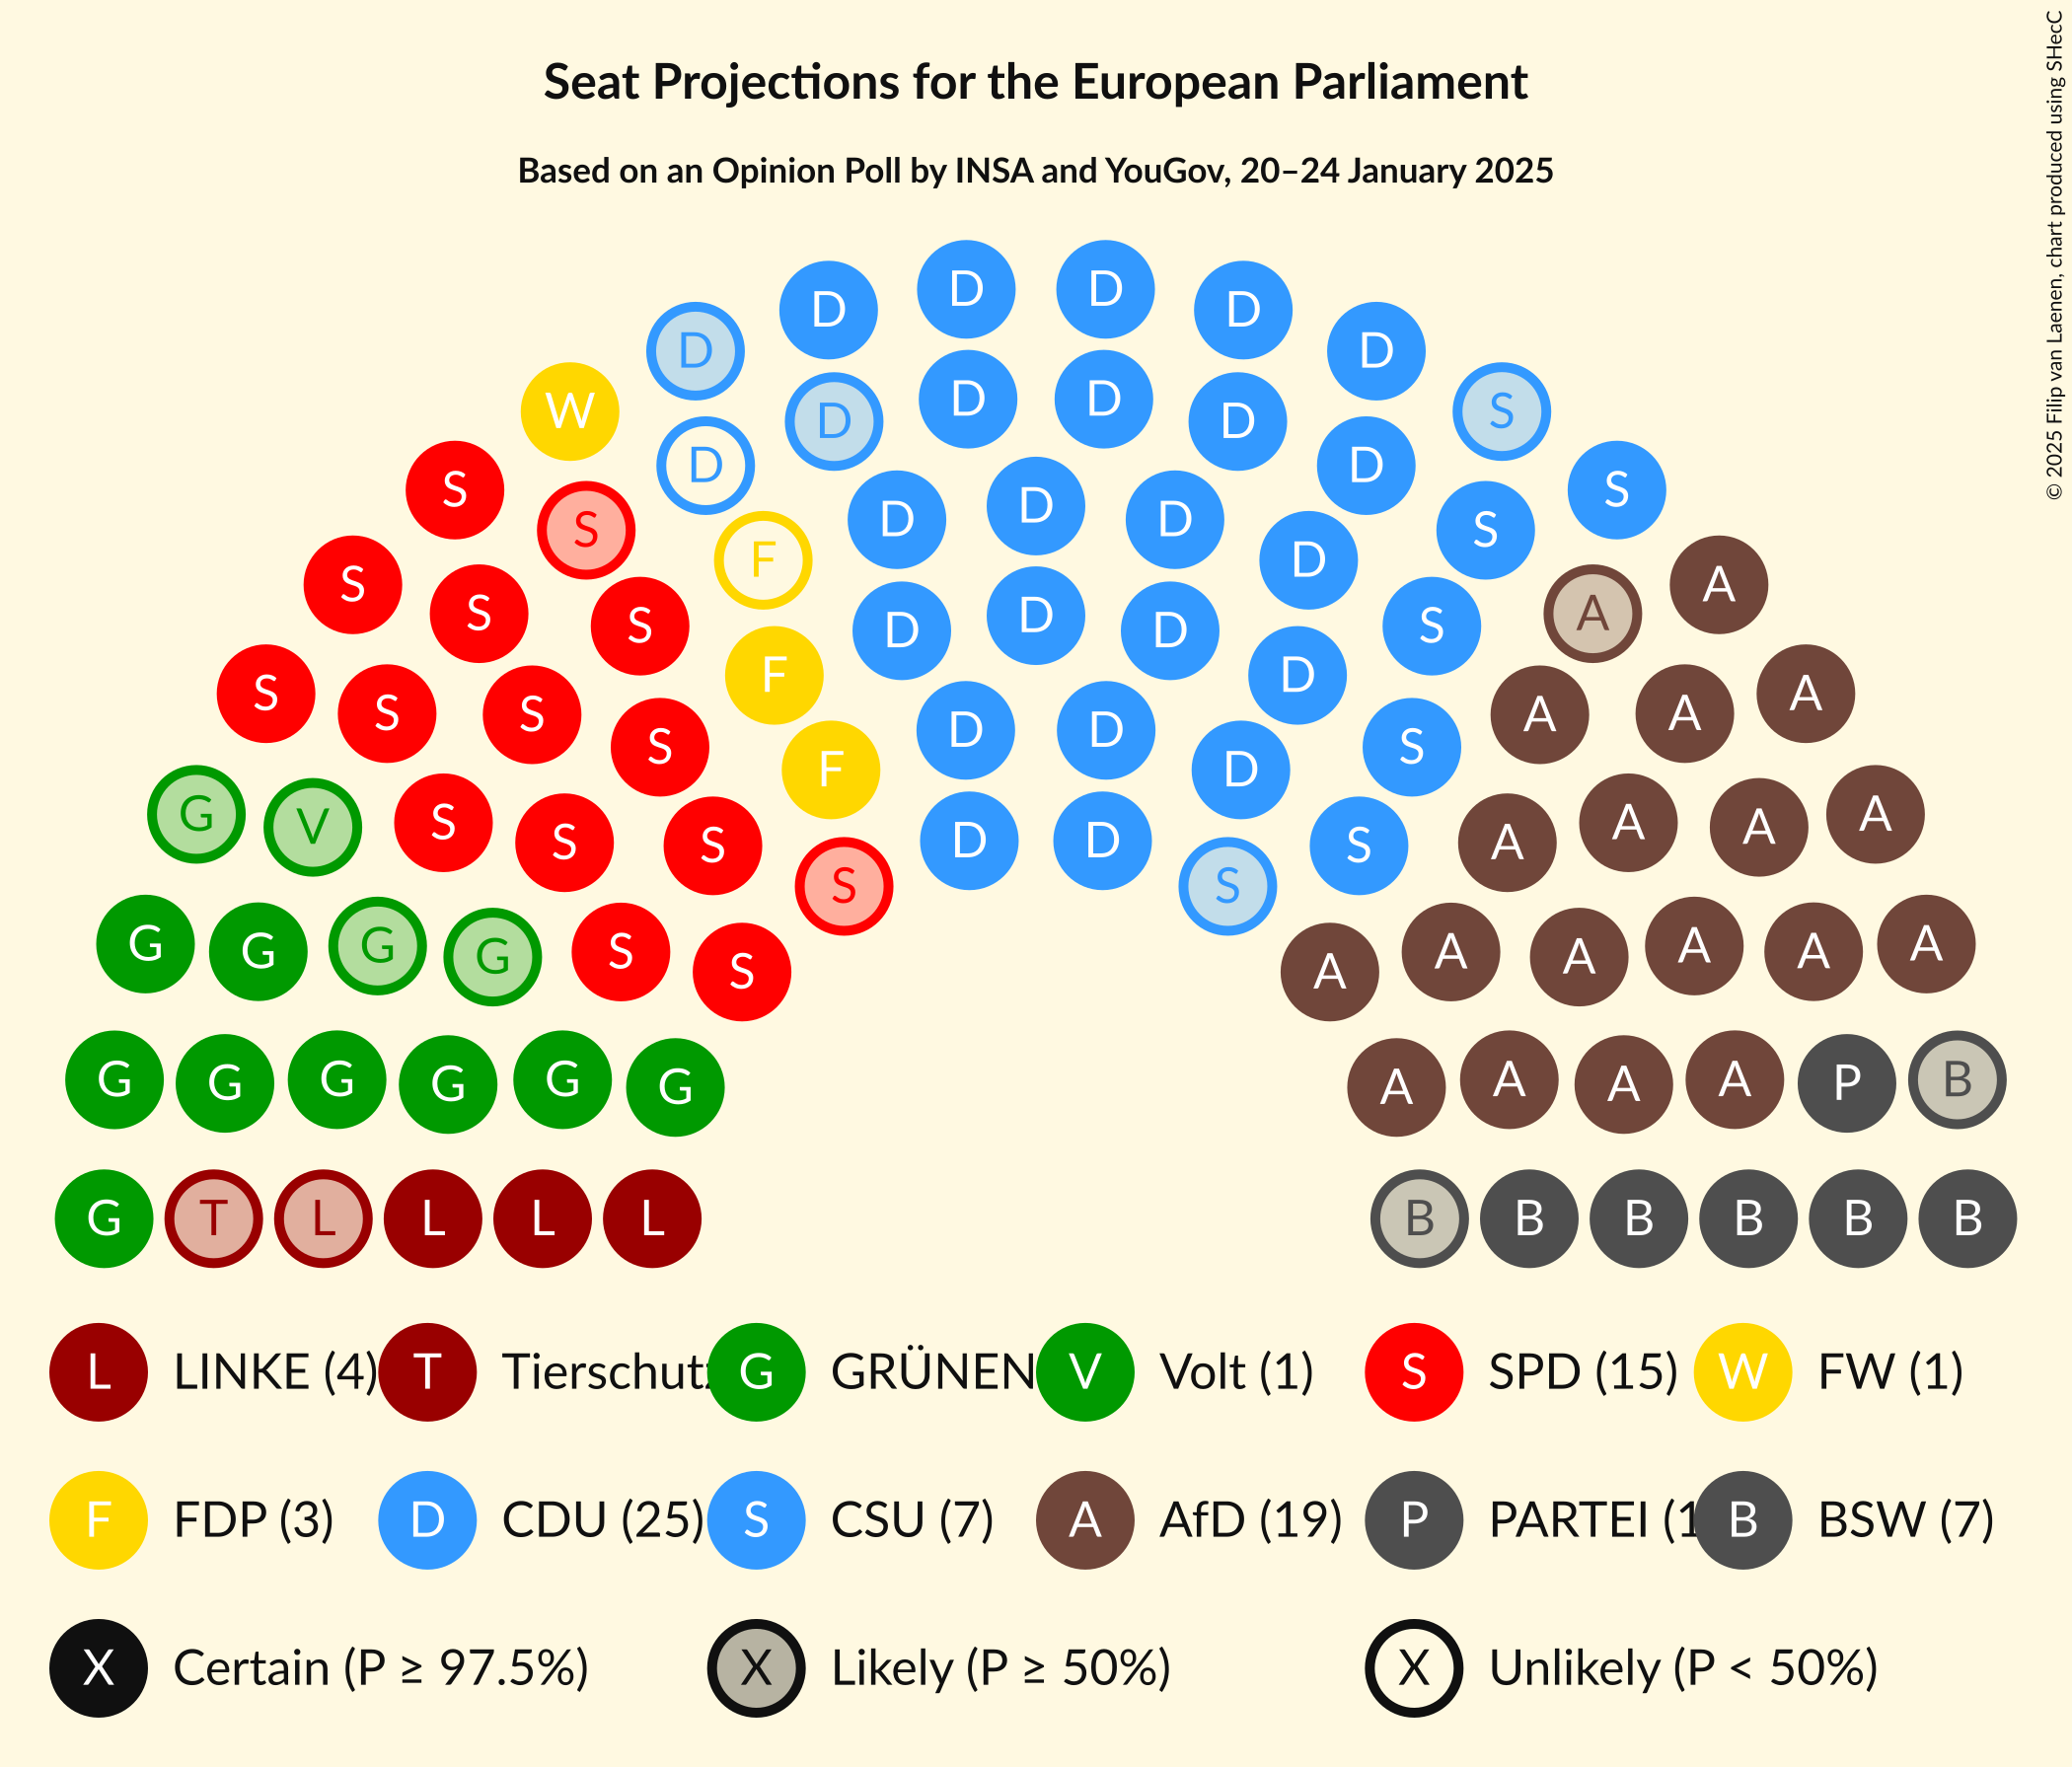 Seat Projections for the European Parliament
Based on an Opinion Poll by INSA and YouGov, 20–24 January 2025
© 2025 Filip van Laenen, chart produced using SHecC
D D D D
D D S
W D D D D S
S D D
S F D D D S
S D S
S S D D D A A
S F D S
S S D A A A
S D D S
G V S F D A A A
S S D D S A
S S
G G G G S S A A A A A A
G G G G G G A A A A P B
G T L L L L B B B B B B
L LINKE (4) T Tierschutz G GRÜNEN V Volt (1) S SPD (15) W FW (1)
F FDP (3) D CDU (25) S CSU (7) A AfD (19) P PARTEI (1 B BSW (7)
X Certain (P ≥ 97.5%) X Likely (P ≥ 50%) X Unlikely (P < 50%)